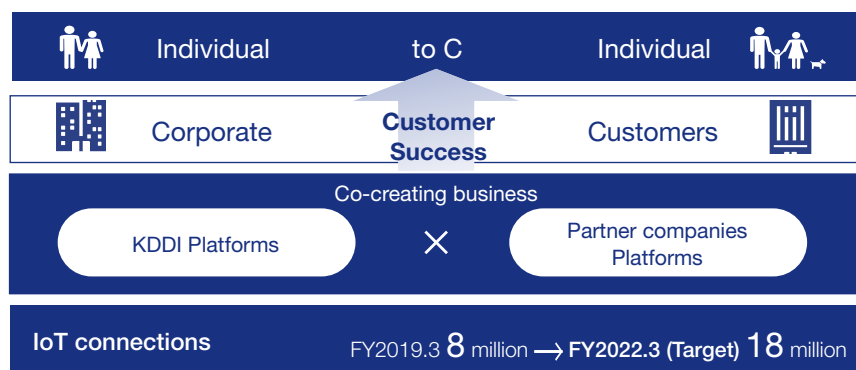 Individual to C Individual
Corporate Customer Success Customers
Co-creating business
KDDI Platforms × Partner companies Platforms
IoT connections FY2019.3 8 million → FY2022.3 (Target) 18 million